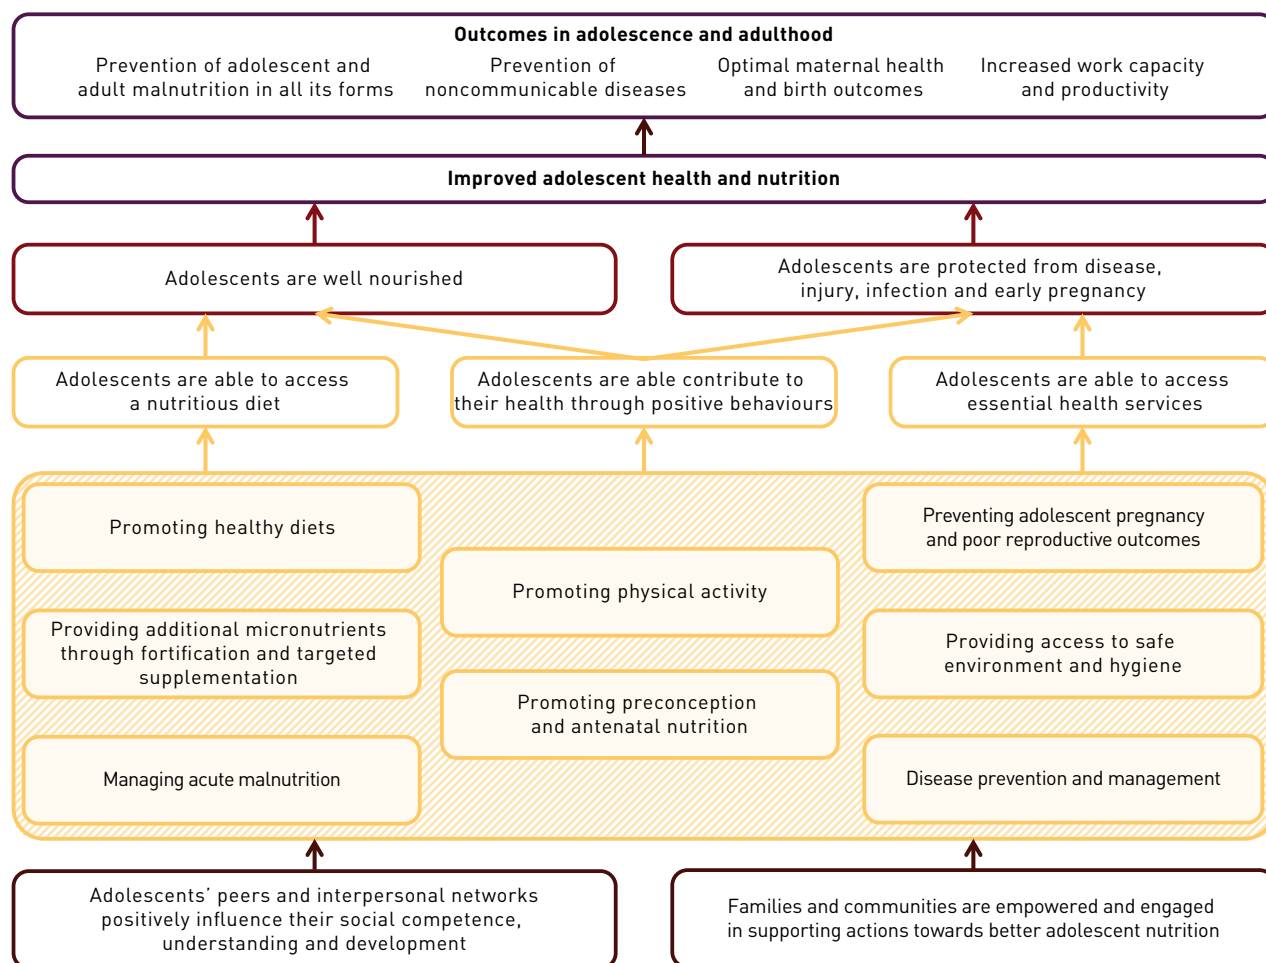 Outcomes in adolescence and adulthood
Prevention of adolescent and
adult malnutrition in all its forms
Prevention of
noncommunicable diseases
Optimal maternal health
and birth outcomes
Increased work capacity
and productivity
Improved adolescent health and nutrition
Adolescents are well nourished
Adolescents are protected from disease,
injury, infection and early pregnancy
Adolescents are able to access
a nutritious diet
Adolescents are able contribute to
their health through positive behaviours
Adolescents are able to access
essential health services
Promoting healthy diets
Providing additional micronutrients
through fortification and targeted
supplementation
Managing acute malnutrition
Promoting physical activity
Promoting preconception
and antenatal nutrition
Preventing adolescent pregnancy
and poor reproductive outcomes
Providing access to safe
environment and hygiene
Disease prevention and management
Adolescents’ peers and interpersonal networks
positively influence their social competence,
understanding and development
Families and communities are empowered and engaged
in supporting actions towards better adolescent nutrition